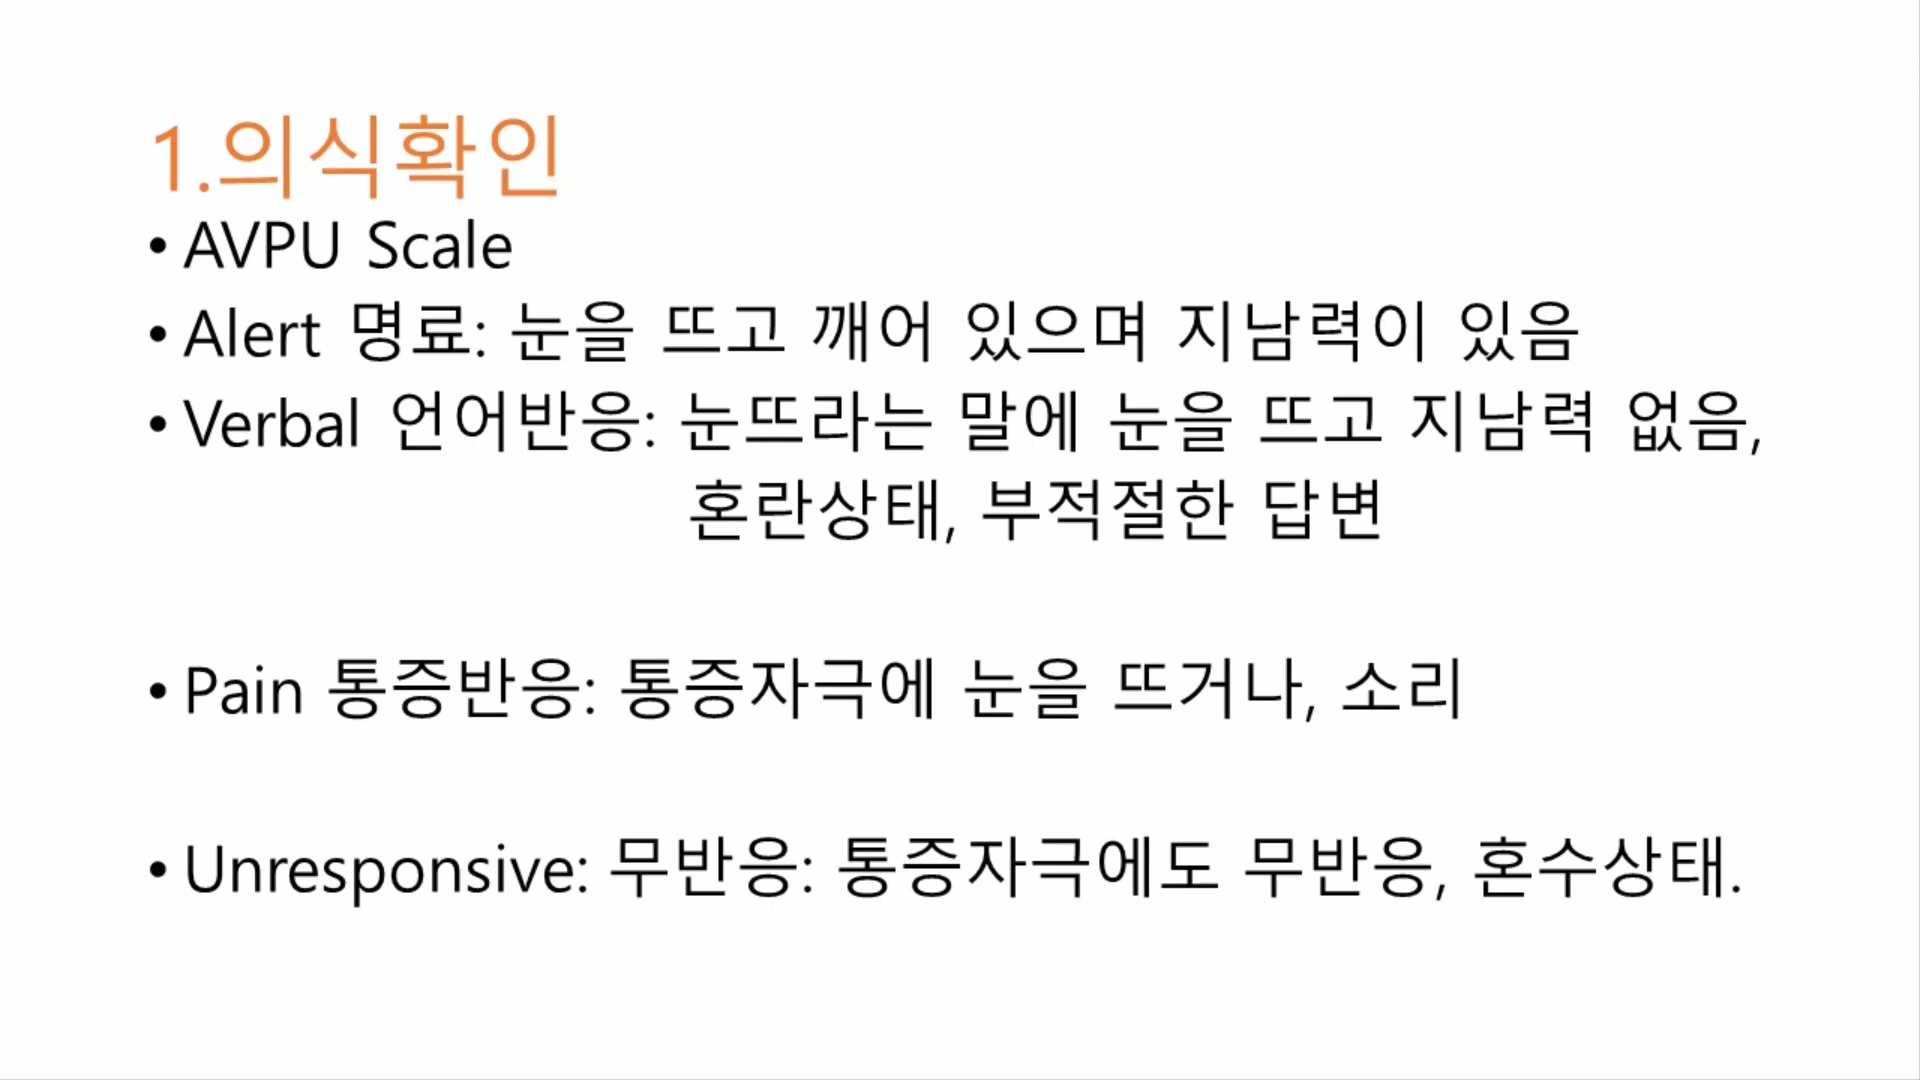 1.의식확인
• AVPU Scale
• Alert 명료: 눈을 뜨고 깨어 있으며 지남력이 있음
• Verbal 언어반응: 눈뜨라는 말에 눈을 뜨고 지남력 없음,
혼란상태, 부적절한 답변
• Pain 통증반응: 통증자극에 눈을 뜨거나, 소리
• Unresponsive: 무반응: 통증자극에도 무반응, 혼수상태.